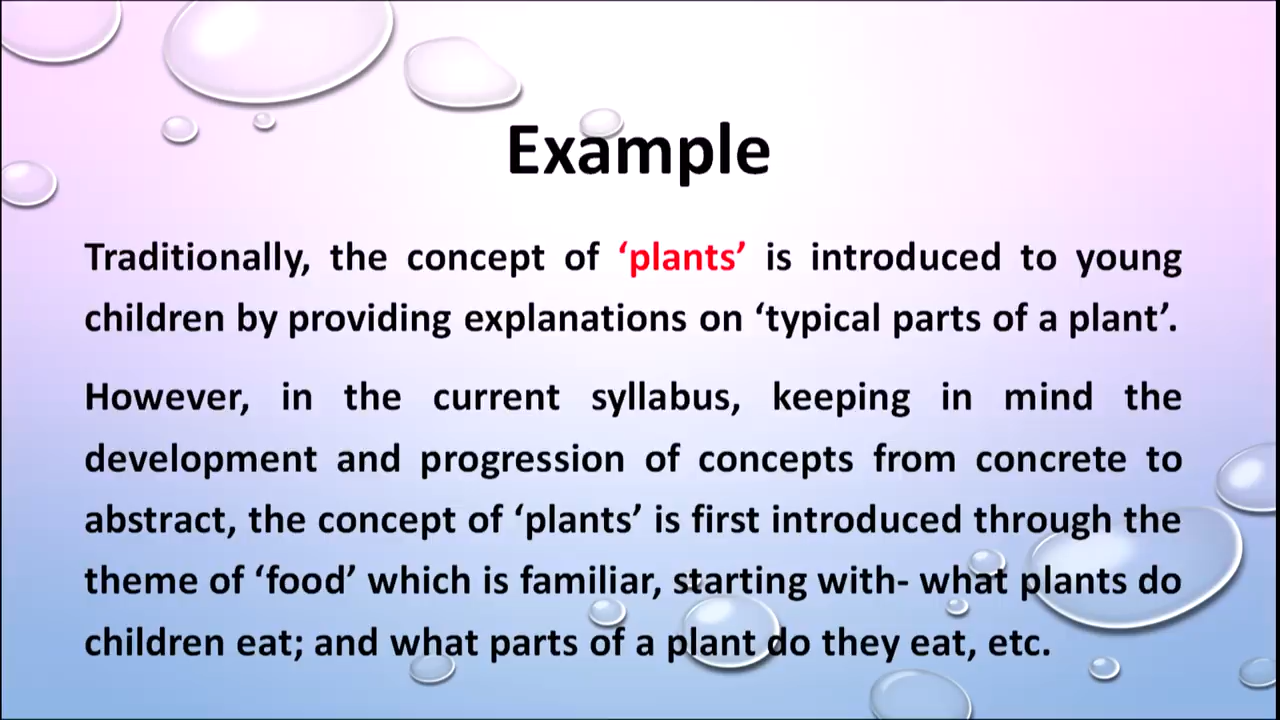 Example
Traditionally, the concept of ‘plants’ is introduced to young
children by providing explanations on ‘typical parts of a plant’.
However, in the current syllabus, keeping in mind the
development and progression of concepts from concrete to
abstract, the concept of ‘plants’ is first introduced through the
theme of ‘food’ which is familiar, starting with- what plants do
children eat; and what parts of a plant do they eat, etc.